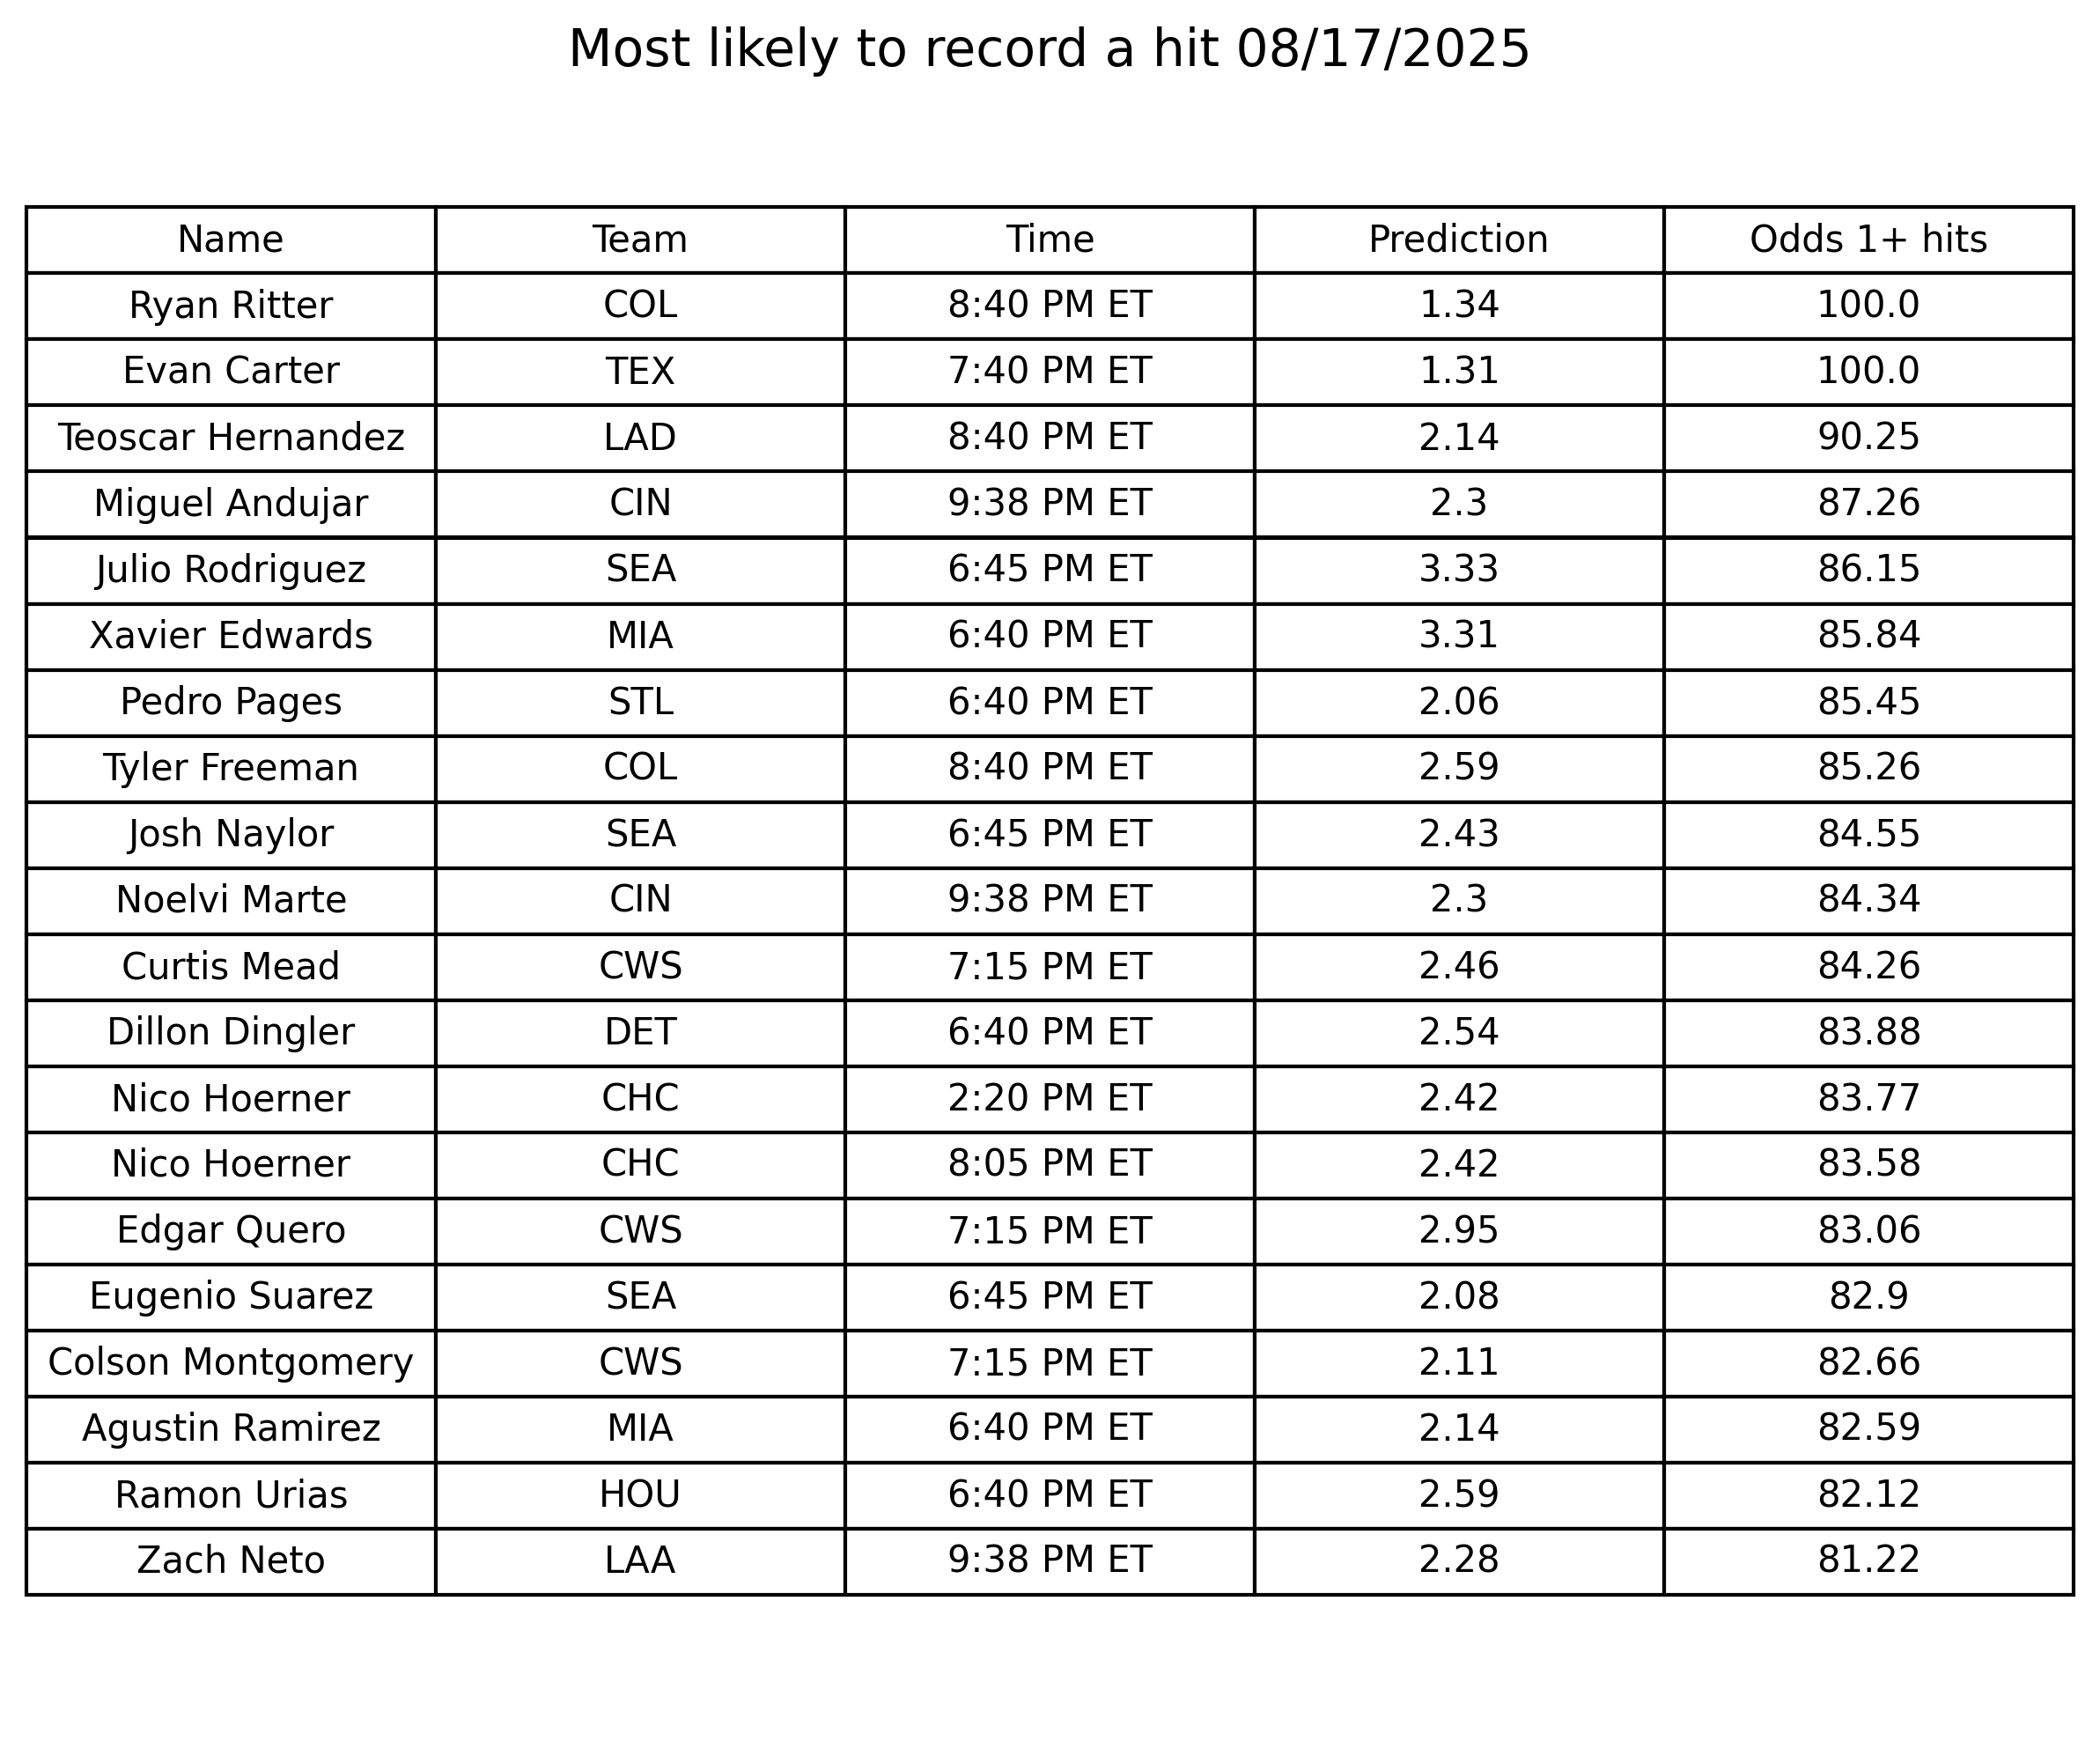 Most likely to record a hit 08/17/2025
Name Team Time Prediction Odds 1+ hits
Ryan Ritter COL 8:40 PM ET 1.34 100.0
Evan Carter TEX 7:40 PM ET 1.31 100.0
Teoscar Hernandez LAD 8:40 PM ET 2.14 90.25
Miguel Andujar CIN 9:38 PM ET 2.3 87.26
Julio Rodriguez SEA 6:45 PM ET 3.33 86.15
Xavier Edwards MIA 6:40 PM ET 3.31 85.84
Pedro Pages STL 6:40 PM ET 2.06 85.45
Tyler Freeman COL 8:40 PM ET 2.59 85.26
Josh Naylor SEA 6:45 PM ET 2.43 84.55
Noelvi Marte CIN 9:38 PM ET 2.3 84.34
Curtis Mead CWS 7:15 PM ET 2.46 84.26
Dillon Dingler DET 6:40 PM ET 2.54 83.88
Nico Hoerner CHC 2:20 PM ET 2.42 83.77
Nico Hoerner CHC 8:05 PM ET 2.42 83.58
Edgar Quero CWS 7:15 PM ET 2.95 83.06
Eugenio Suarez SEA 6:45 PM ET 2.08 82.9
Colson Montgomery CWS 7:15 PM ET 2.11 82.66
Agustin Ramirez MIA 6:40 PM ET 2.14 82.59
Ramon Urias HOU 6:40 PM ET 2.59 82.12
Zach Neto LAA 9:38 PM ET 2.28 81.22